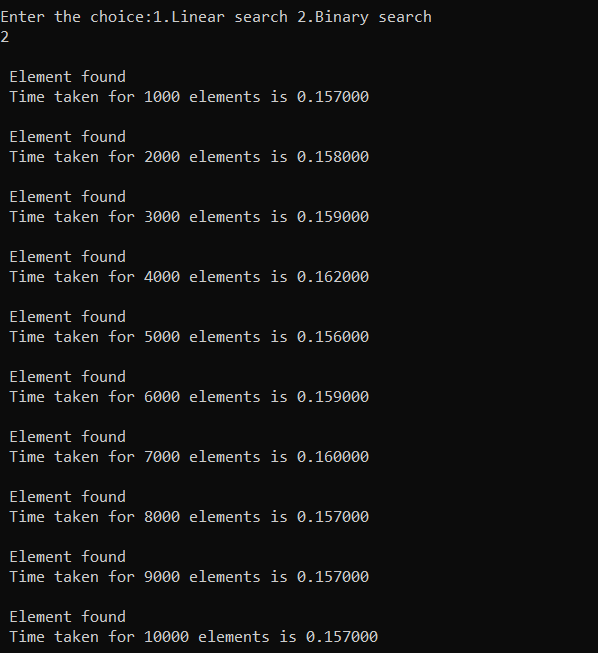 Enter the choice:1.Linear search 2.Binary search
2
Element found
Time taken for 1000 elements is 0.157000
Element found
Time taken for 2000 elements is 0.158000
Element found
Time taken for 3000 elements is 0.159000
Element found
Time taken for 4000 elements is 0.162000
Element found
Time taken for 5000 elements is 0.156000
Element found
Time taken for 6000 elements is 0.159000
Element found
Time taken for 7000 elements is 0.160000
Element found
Time taken for 8000 elements is 0.157000
Element found
Time taken for 9000 elements is 0.157000
Element found
Time taken for 10000 elements is 0.157000